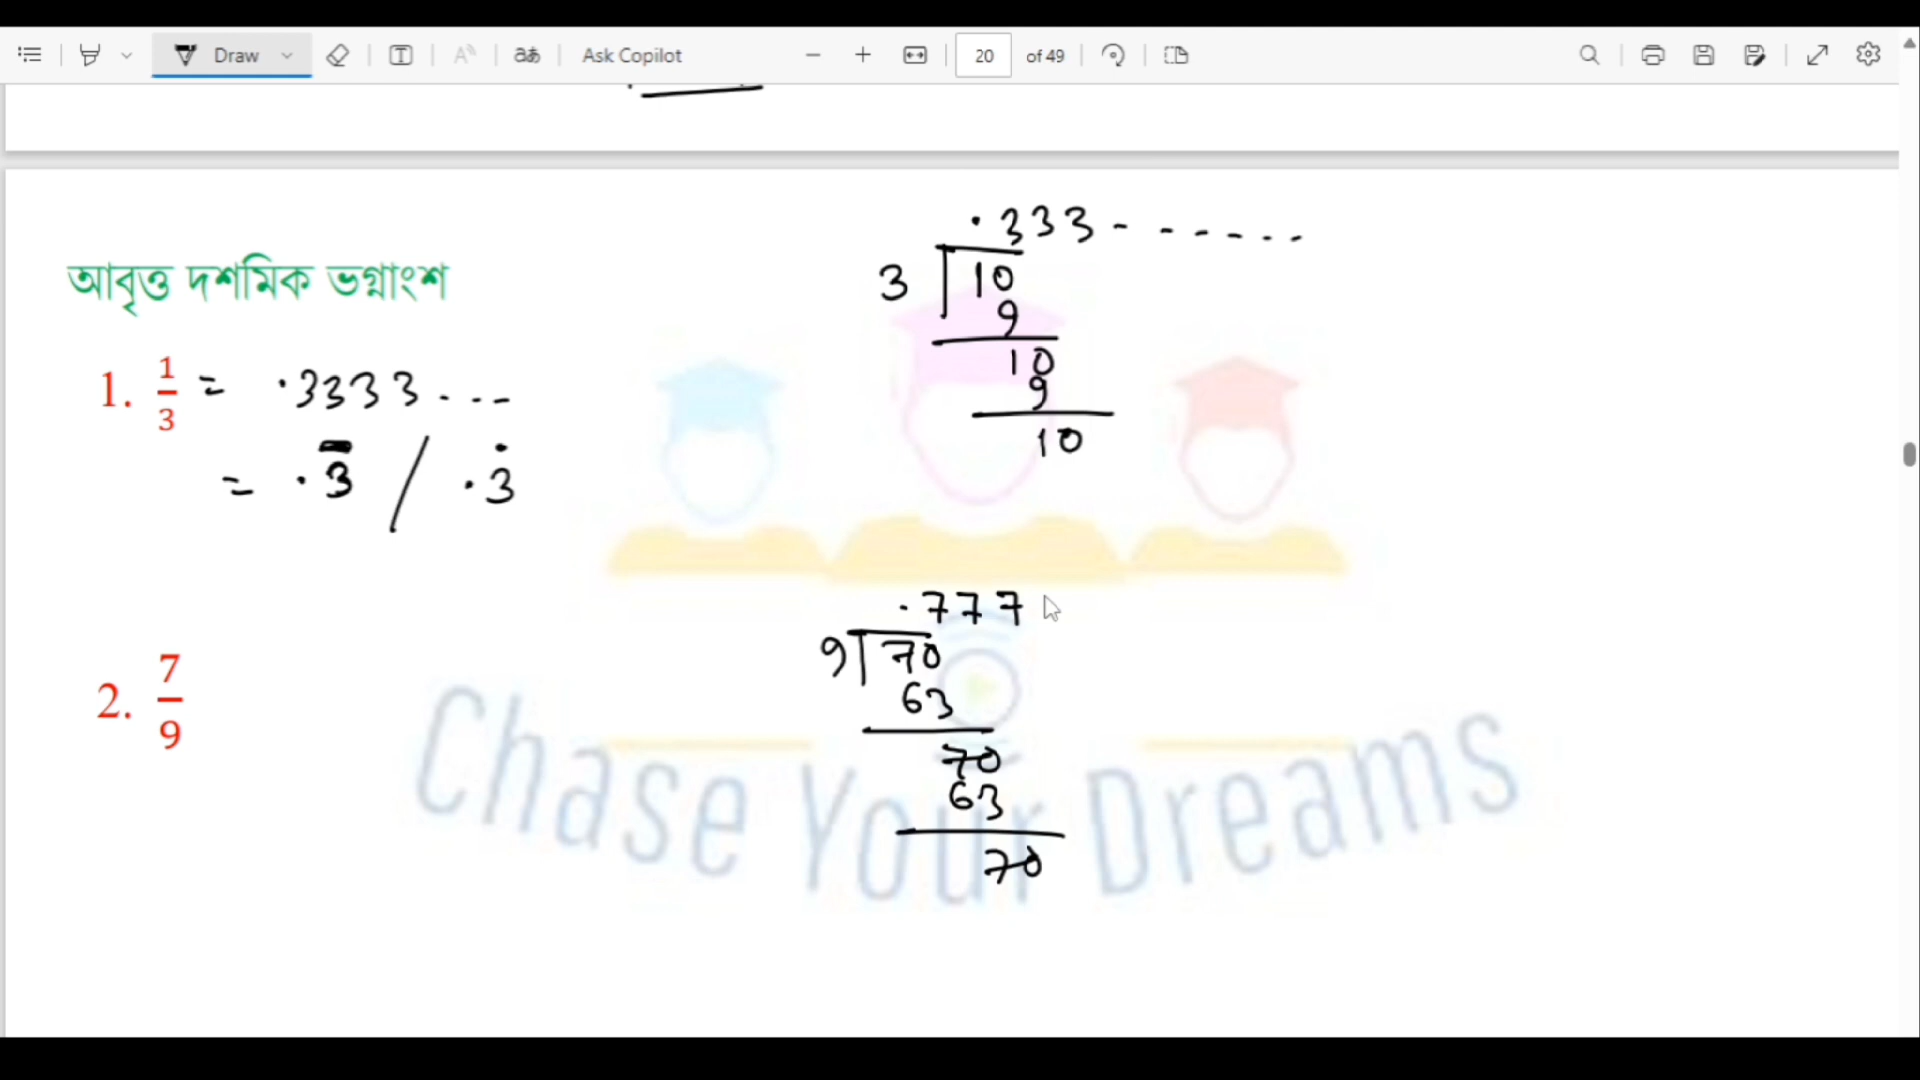 Draw Ask Copilot 20 of 49
আবৃত্ত দশমিক ভগ্নাংশ
1. 1/3 = .3333....
= .3̅ / .3̇
.333.......
3 10
9
10
9
10
2. 7/9
.777
9 70
63
70
63
70
Chase Your Dreams